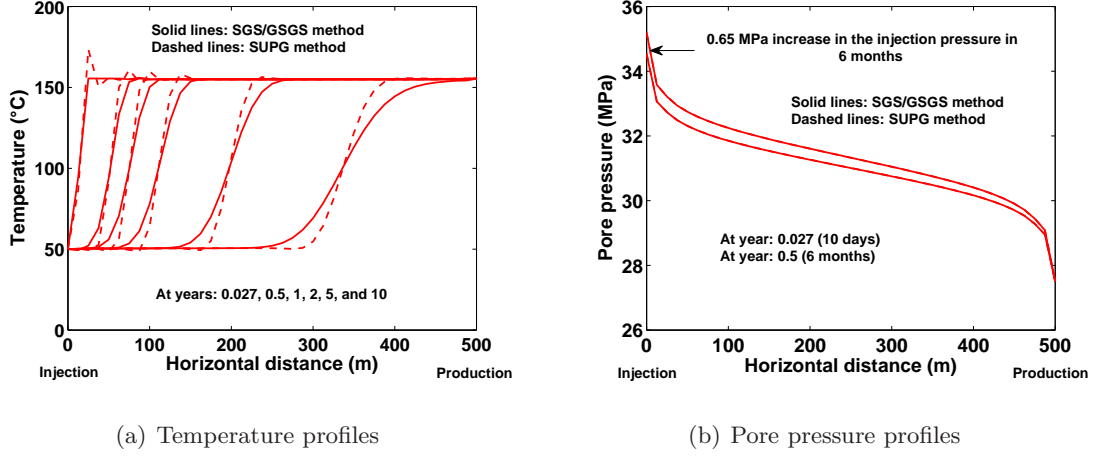 200
150
100
50
0
0
100
200
300
400
500
Temperature (°C)
Solid lines: SGS/GSGS method
Dashed lines: SUPG method
At years: 0.027, 0.5, 1, 2, 5, and 10
Horizontal distance (m)
Injection
Production
(a) Temperature profiles
36
34
32
30
28
26
0
100
200
300
400
500
Pore pressure (MPa)
0.65 MPa increase in the injection pressure in
6 months
Solid lines: SGS/GSGS method
Dashed lines: SUPG method
At year: 0.027 (10 days)
At year: 0.5 (6 months)
Horizontal distance (m)
Injection
Production
(b) Pore pressure profiles